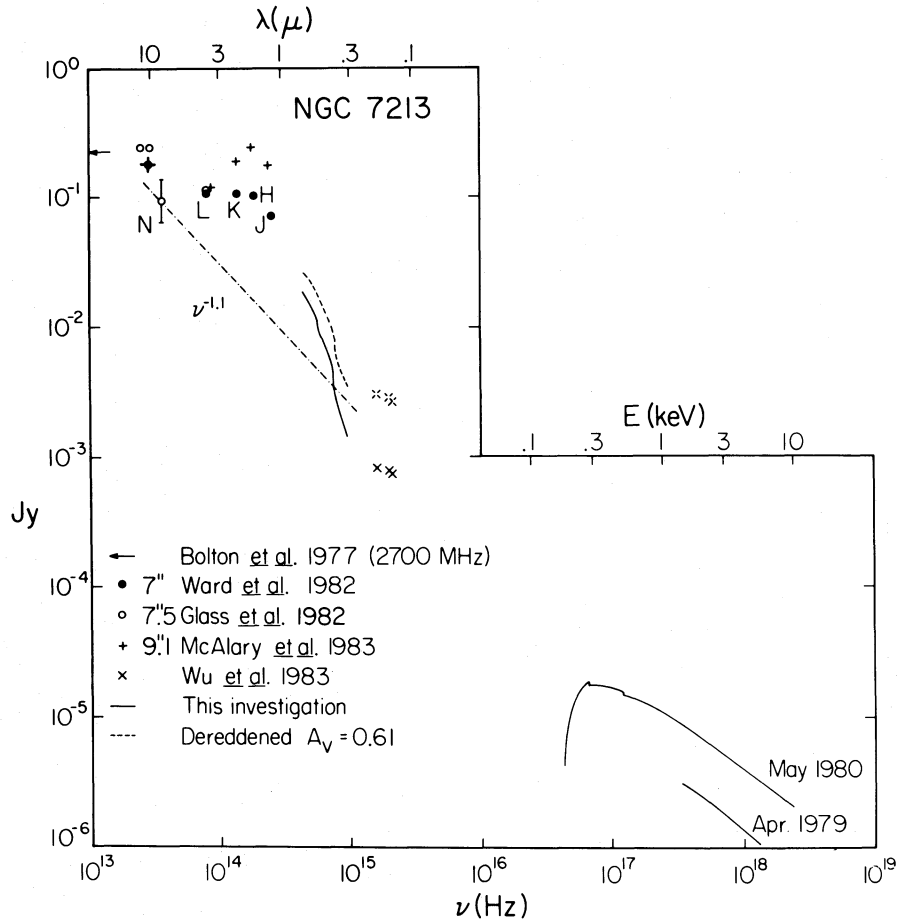 λ(μ)
10 3 1 .3 .1
10⁰
NGC 7213
10⁻¹
N L K H J
ν⁻¹·¹
10⁻²
10⁻³
E (keV)
.1 .3 1 3 10
Jy
← Bolton et al. 1977 (2700 MHz)
● 7" Ward et al. 1982
○ 7".5 Glass et al. 1982
+ 9".1 McAlary et al. 1983
× Wu et al. 1983
— This investigation
---- Dereddened A_V = 0.61
10⁻⁴
10⁻⁵
10⁻⁶
May 1980
Apr. 1979
10¹³ 10¹⁴ 10¹⁵ 10¹⁶ 10¹⁷ 10¹⁸ 10¹⁹
ν (Hz)